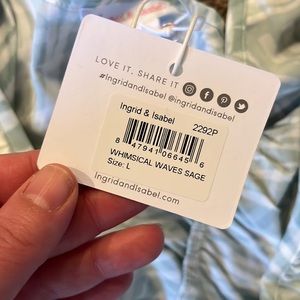 LOVE IT. SHARE IT
#IngridandIsabel @ingridandisabel
Ingrid & Isabel 2292P
8 47941 06645 6
WHIMSICAL WAVES SAGE
Size: L
IngridandIsabel.com